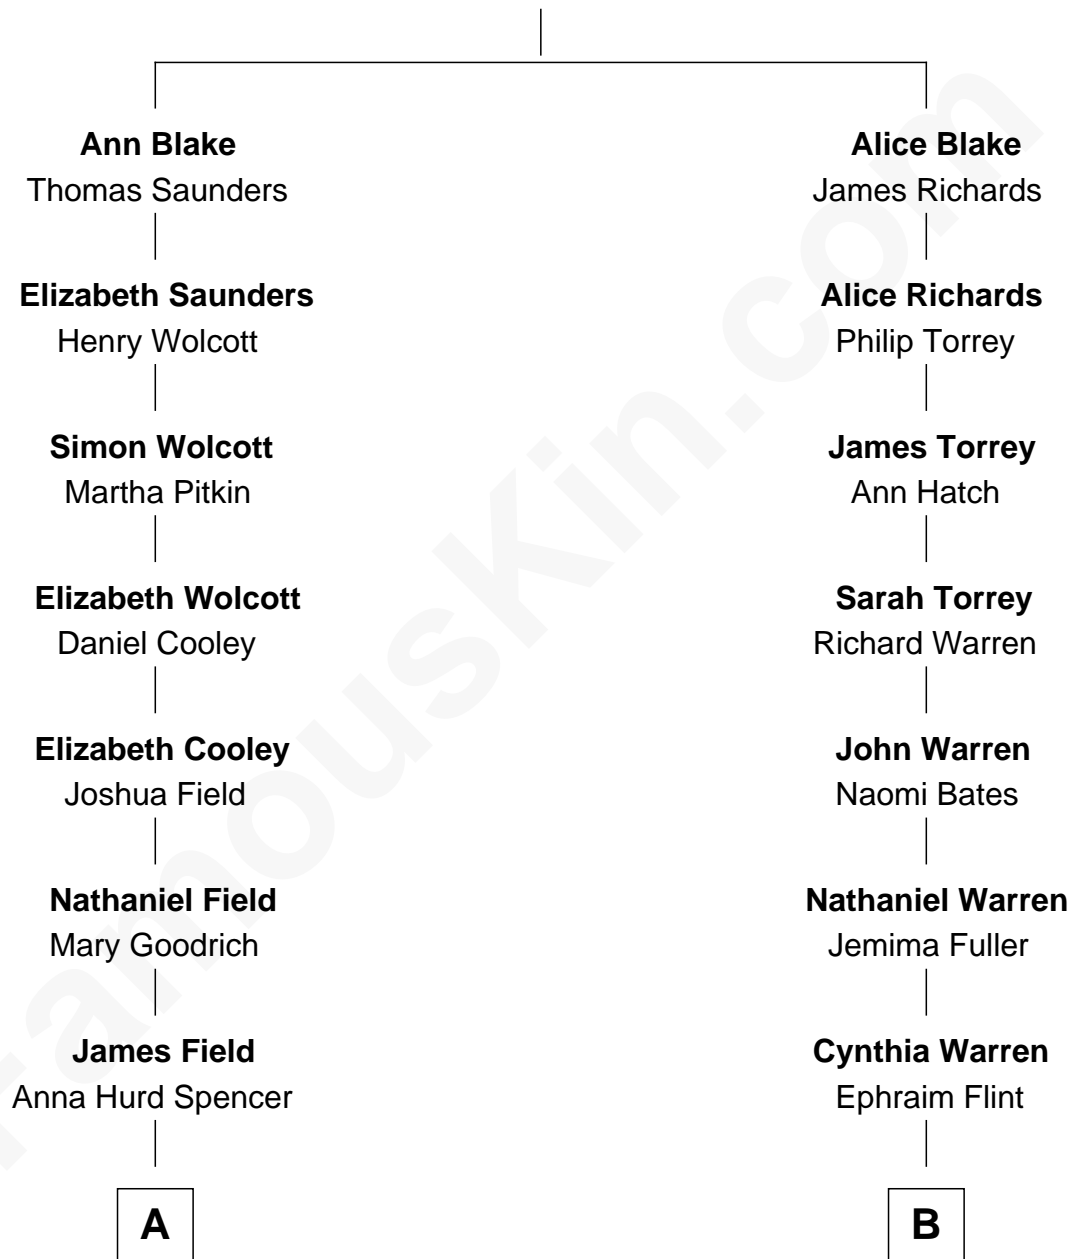 Ann Blake
Thomas Saunders
Elizabeth Saunders
Henry Wolcott
Simon Wolcott
Martha Pitkin
Elizabeth Wolcott
Daniel Cooley
Elizabeth Cooley
Joshua Field
Nathaniel Field
Mary Goodrich
James Field
Anna Hurd Spencer
A
Alice Blake
James Richards
Alice Richards
Philip Torrey
James Torrey
Ann Hatch
Sarah Torrey
Richard Warren
John Warren
Naomi Bates
Nathaniel Warren
Jemima Fuller
Cynthia Warren
Ephraim Flint
B
FamousKin.com